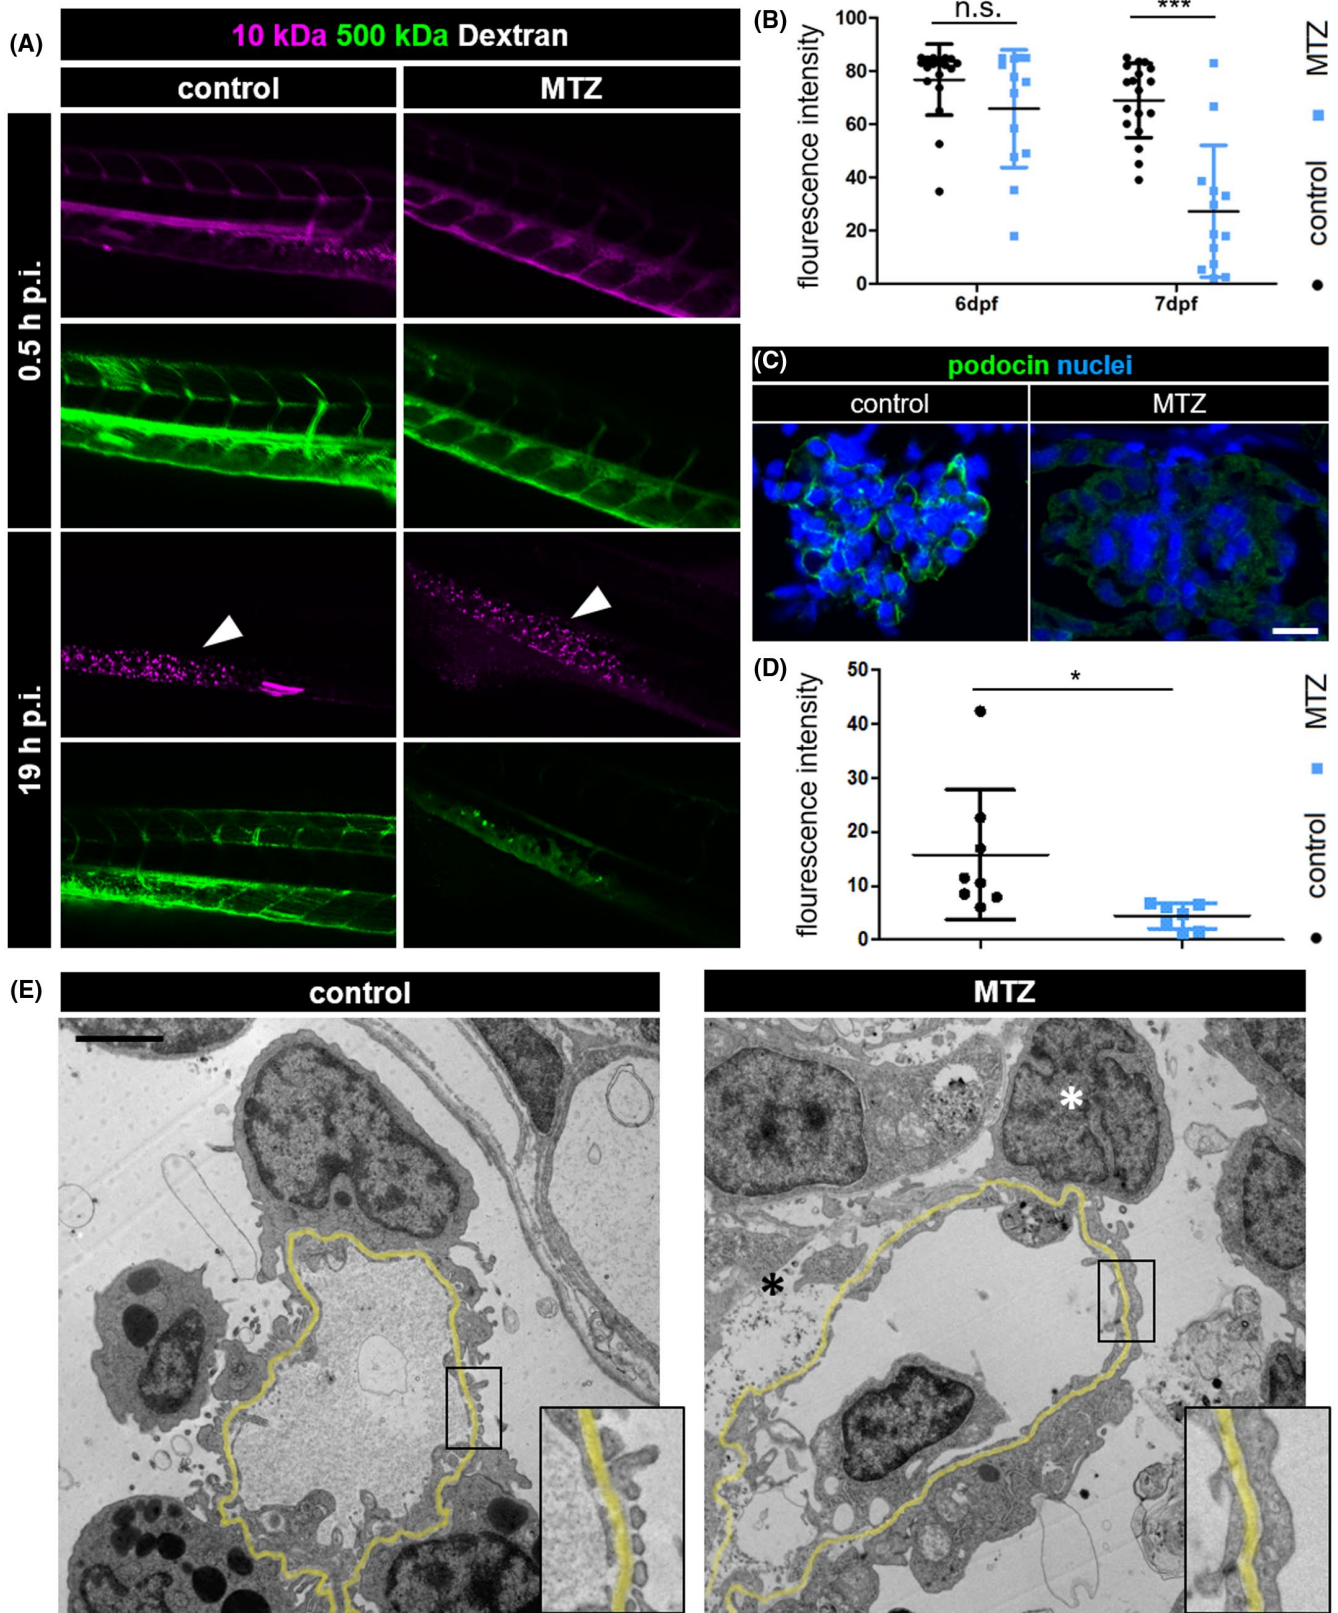 (A)
10 kDa 500 kDa Dextran
control
MTZ
0.5 h p.i.
19 h p.i.
(B)
flourescence intensity
100
80
60
40
20
0
n.s.
***
6dpf
7dpf
control
MTZ
(C)
podocin nuclei
control
MTZ
(D)
flourescence intensity
50
40
30
20
10
0
*
control
MTZ
(E)
control
MTZ
*
*